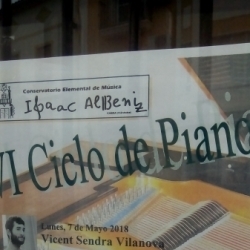 Conservatorio Elemental de Música
Isaac Albeniz
VI Ciclo de Piano
Lunes, 7 de Mayo 2018
Vicent Sendra Vilanova